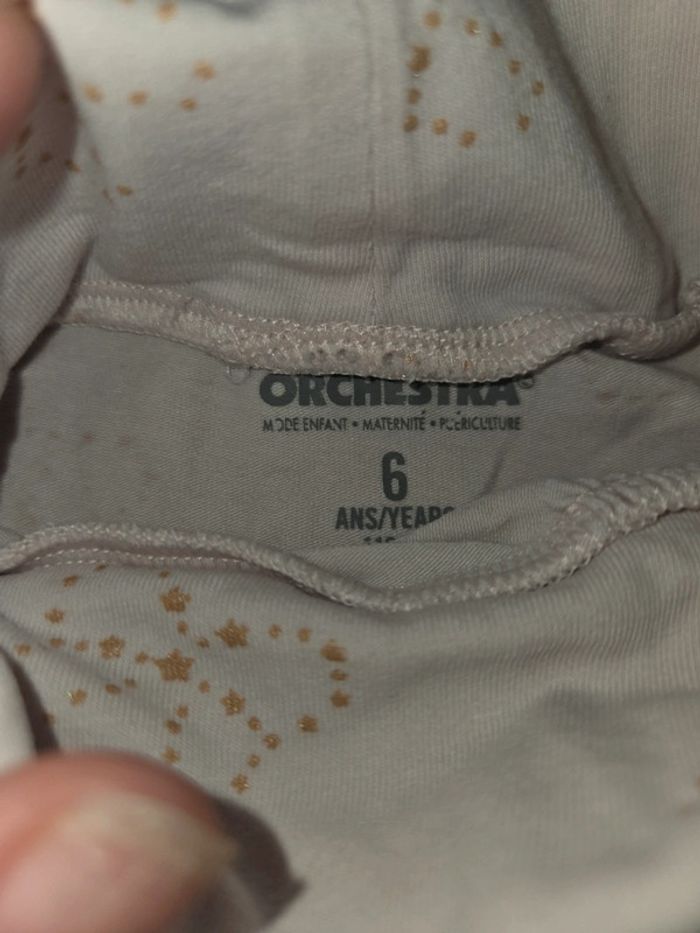 ORCHESTRA
MODE ENFANT • MATERNITÉ • PUÉRICULTURE
6
ANS/YEARS